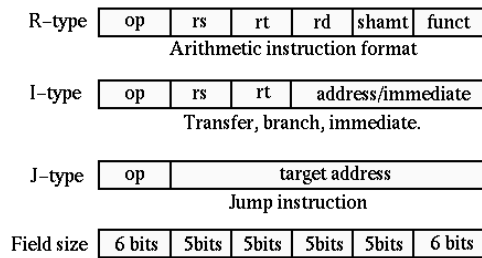 R-type op rs rt rd shamt funct
Arithmetic instruction format
I-type op rs rt address/immediate
Transfer, branch, immediate.
J-type op target address
Jump instruction
Field size 6 bits 5bits 5bits 5bits 5bits 6 bits